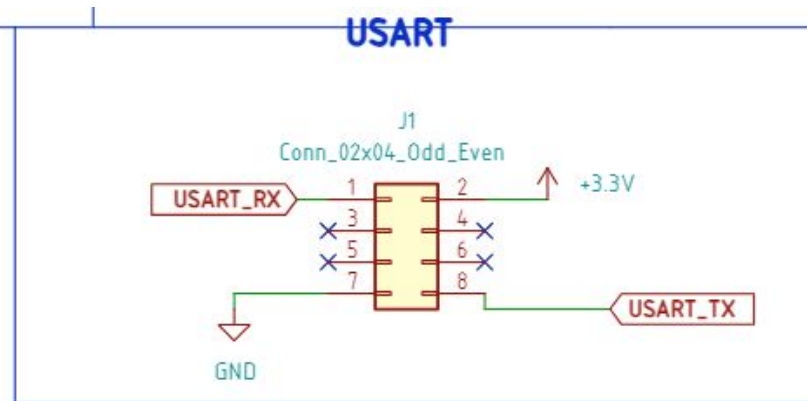 USART
J1
Conn_02x04_Odd_Even
USART_RX 1 2 +3.3V
3 4
5 6
7 8
USART_TX
GND